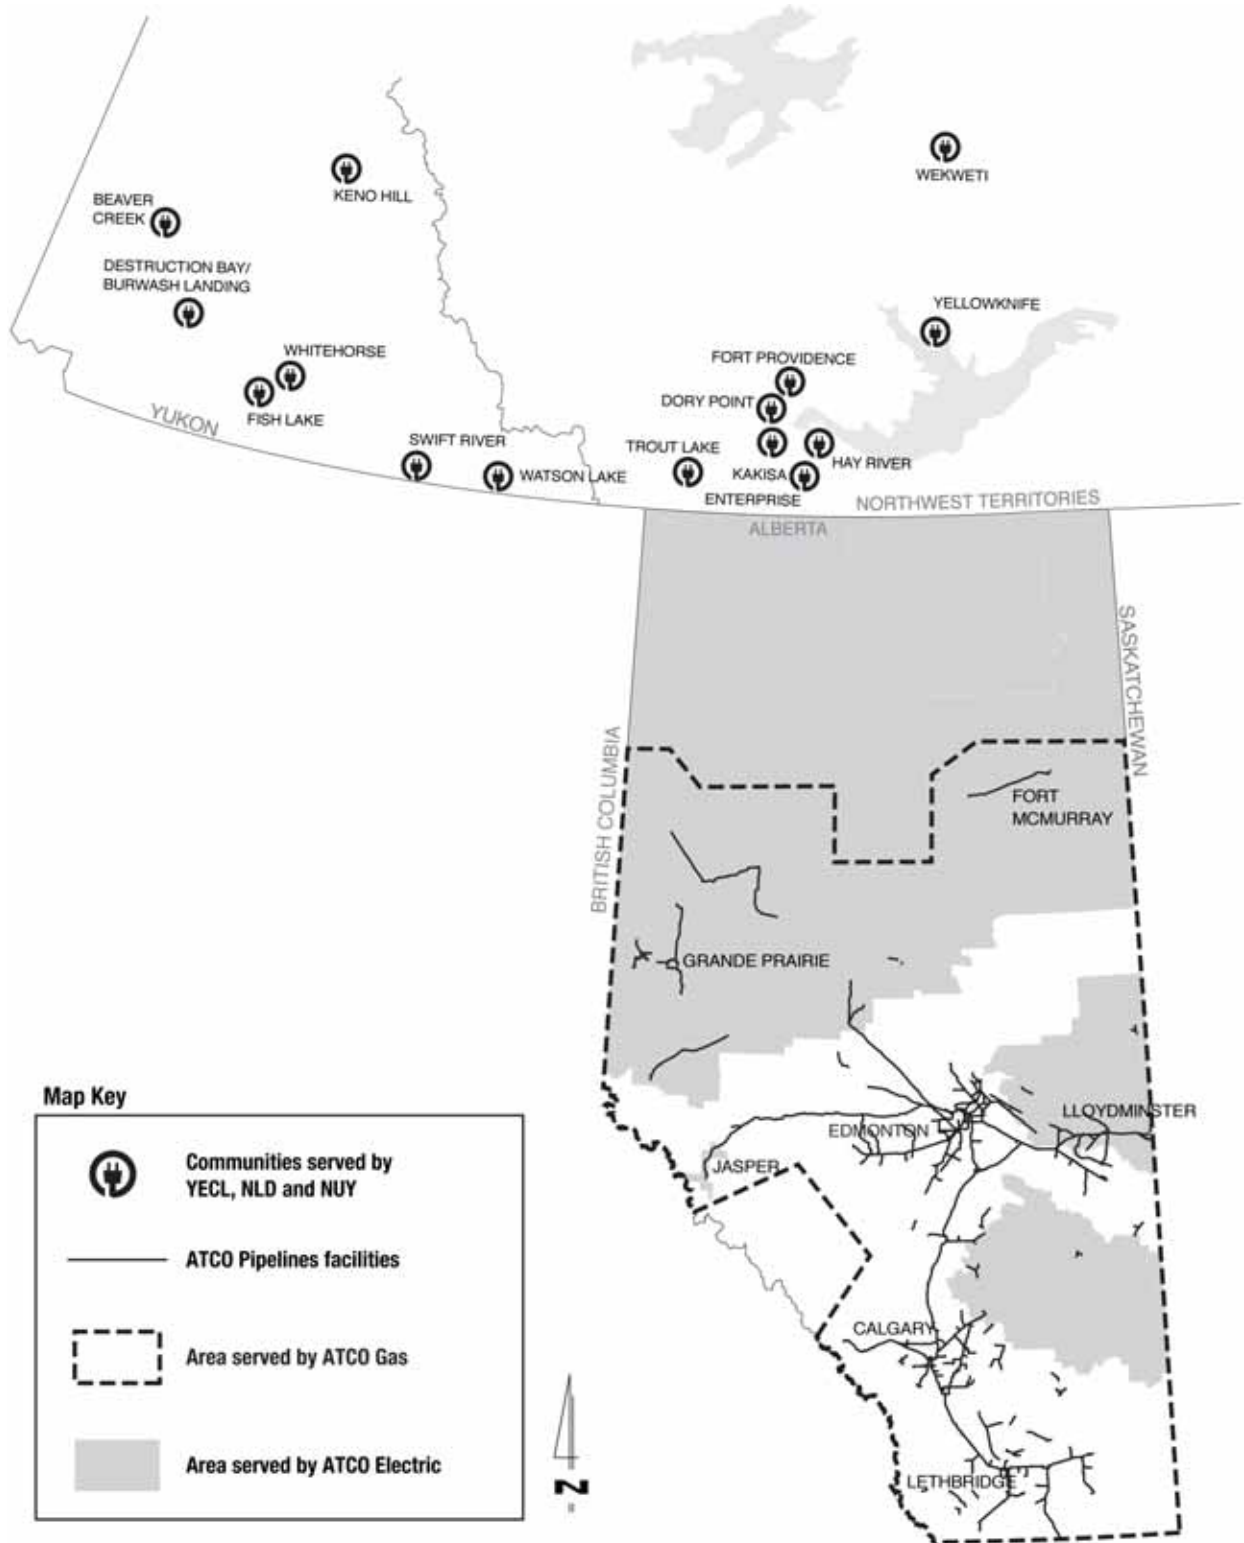 WEKWETI
KENO HILL
BEAVER
CREEK
DESTRUCTION BAY/
BURWASH LANDING
YELLOWKNIFE
WHITEHORSE
FORT PROVIDENCE
DORY POINT
FISH LAKE
YUKON
SWIFT RIVER
TROUT LAKE
HAY RIVER
WATSON LAKE
KAKISA
ENTERPRISE
NORTHWEST TERRITORIES
ALBERTA
SASKATCHEWAN
BRITISH COLUMBIA
FORT
MCMURRAY
GRANDE PRAIRIE
LLOYDMINSTER
EDMONTON
JASPER
CALGARY
LETHBRIDGE
Map Key
Communities served by
YECL, NLD and NUY
ATCO Pipelines facilities
Area served by ATCO Gas
Area served by ATCO Electric
N